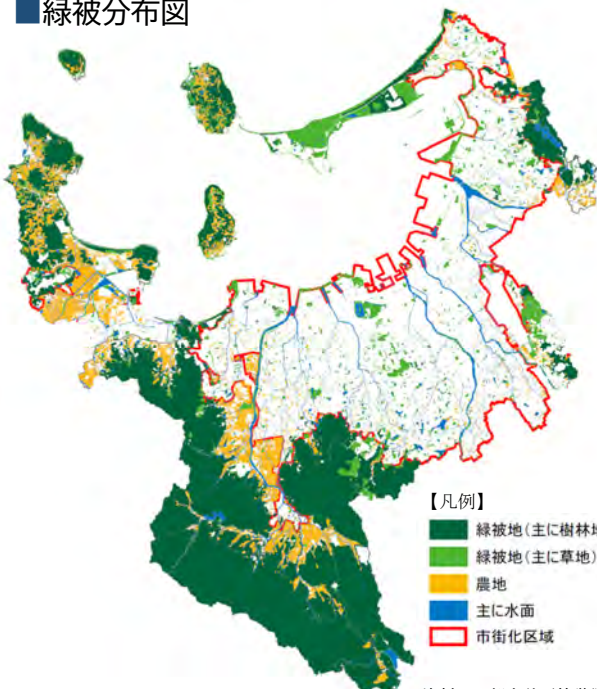 ■緑被分布図
【凡例】
緑被地(主に樹林地
緑被地(主に草地)
農地
主に水面
市街化区域